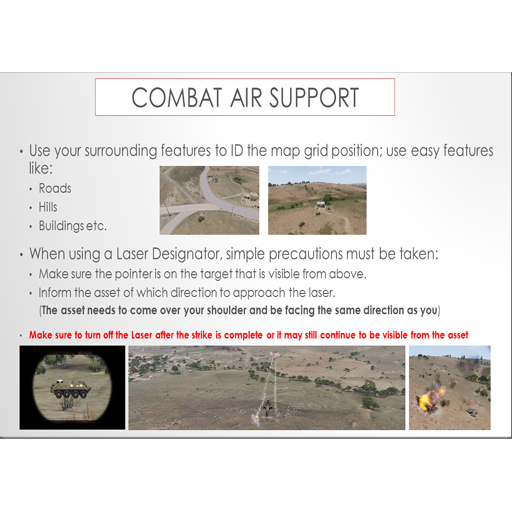 COMBAT AIR SUPPORT
• Use your surrounding features to ID the map grid position; use easy features
like:
• Roads
• Hills
• Buildings etc.
• When using a Laser Designator, simple precautions must be taken:
• Make sure the pointer is on the target that is visible from above.
• Inform the asset of which direction to approach the laser.
(The asset needs to come over your shoulder and be facing the same direction as you)
• Make sure to turn off the Laser after the strike is complete or it may still continue to be visible from the asset